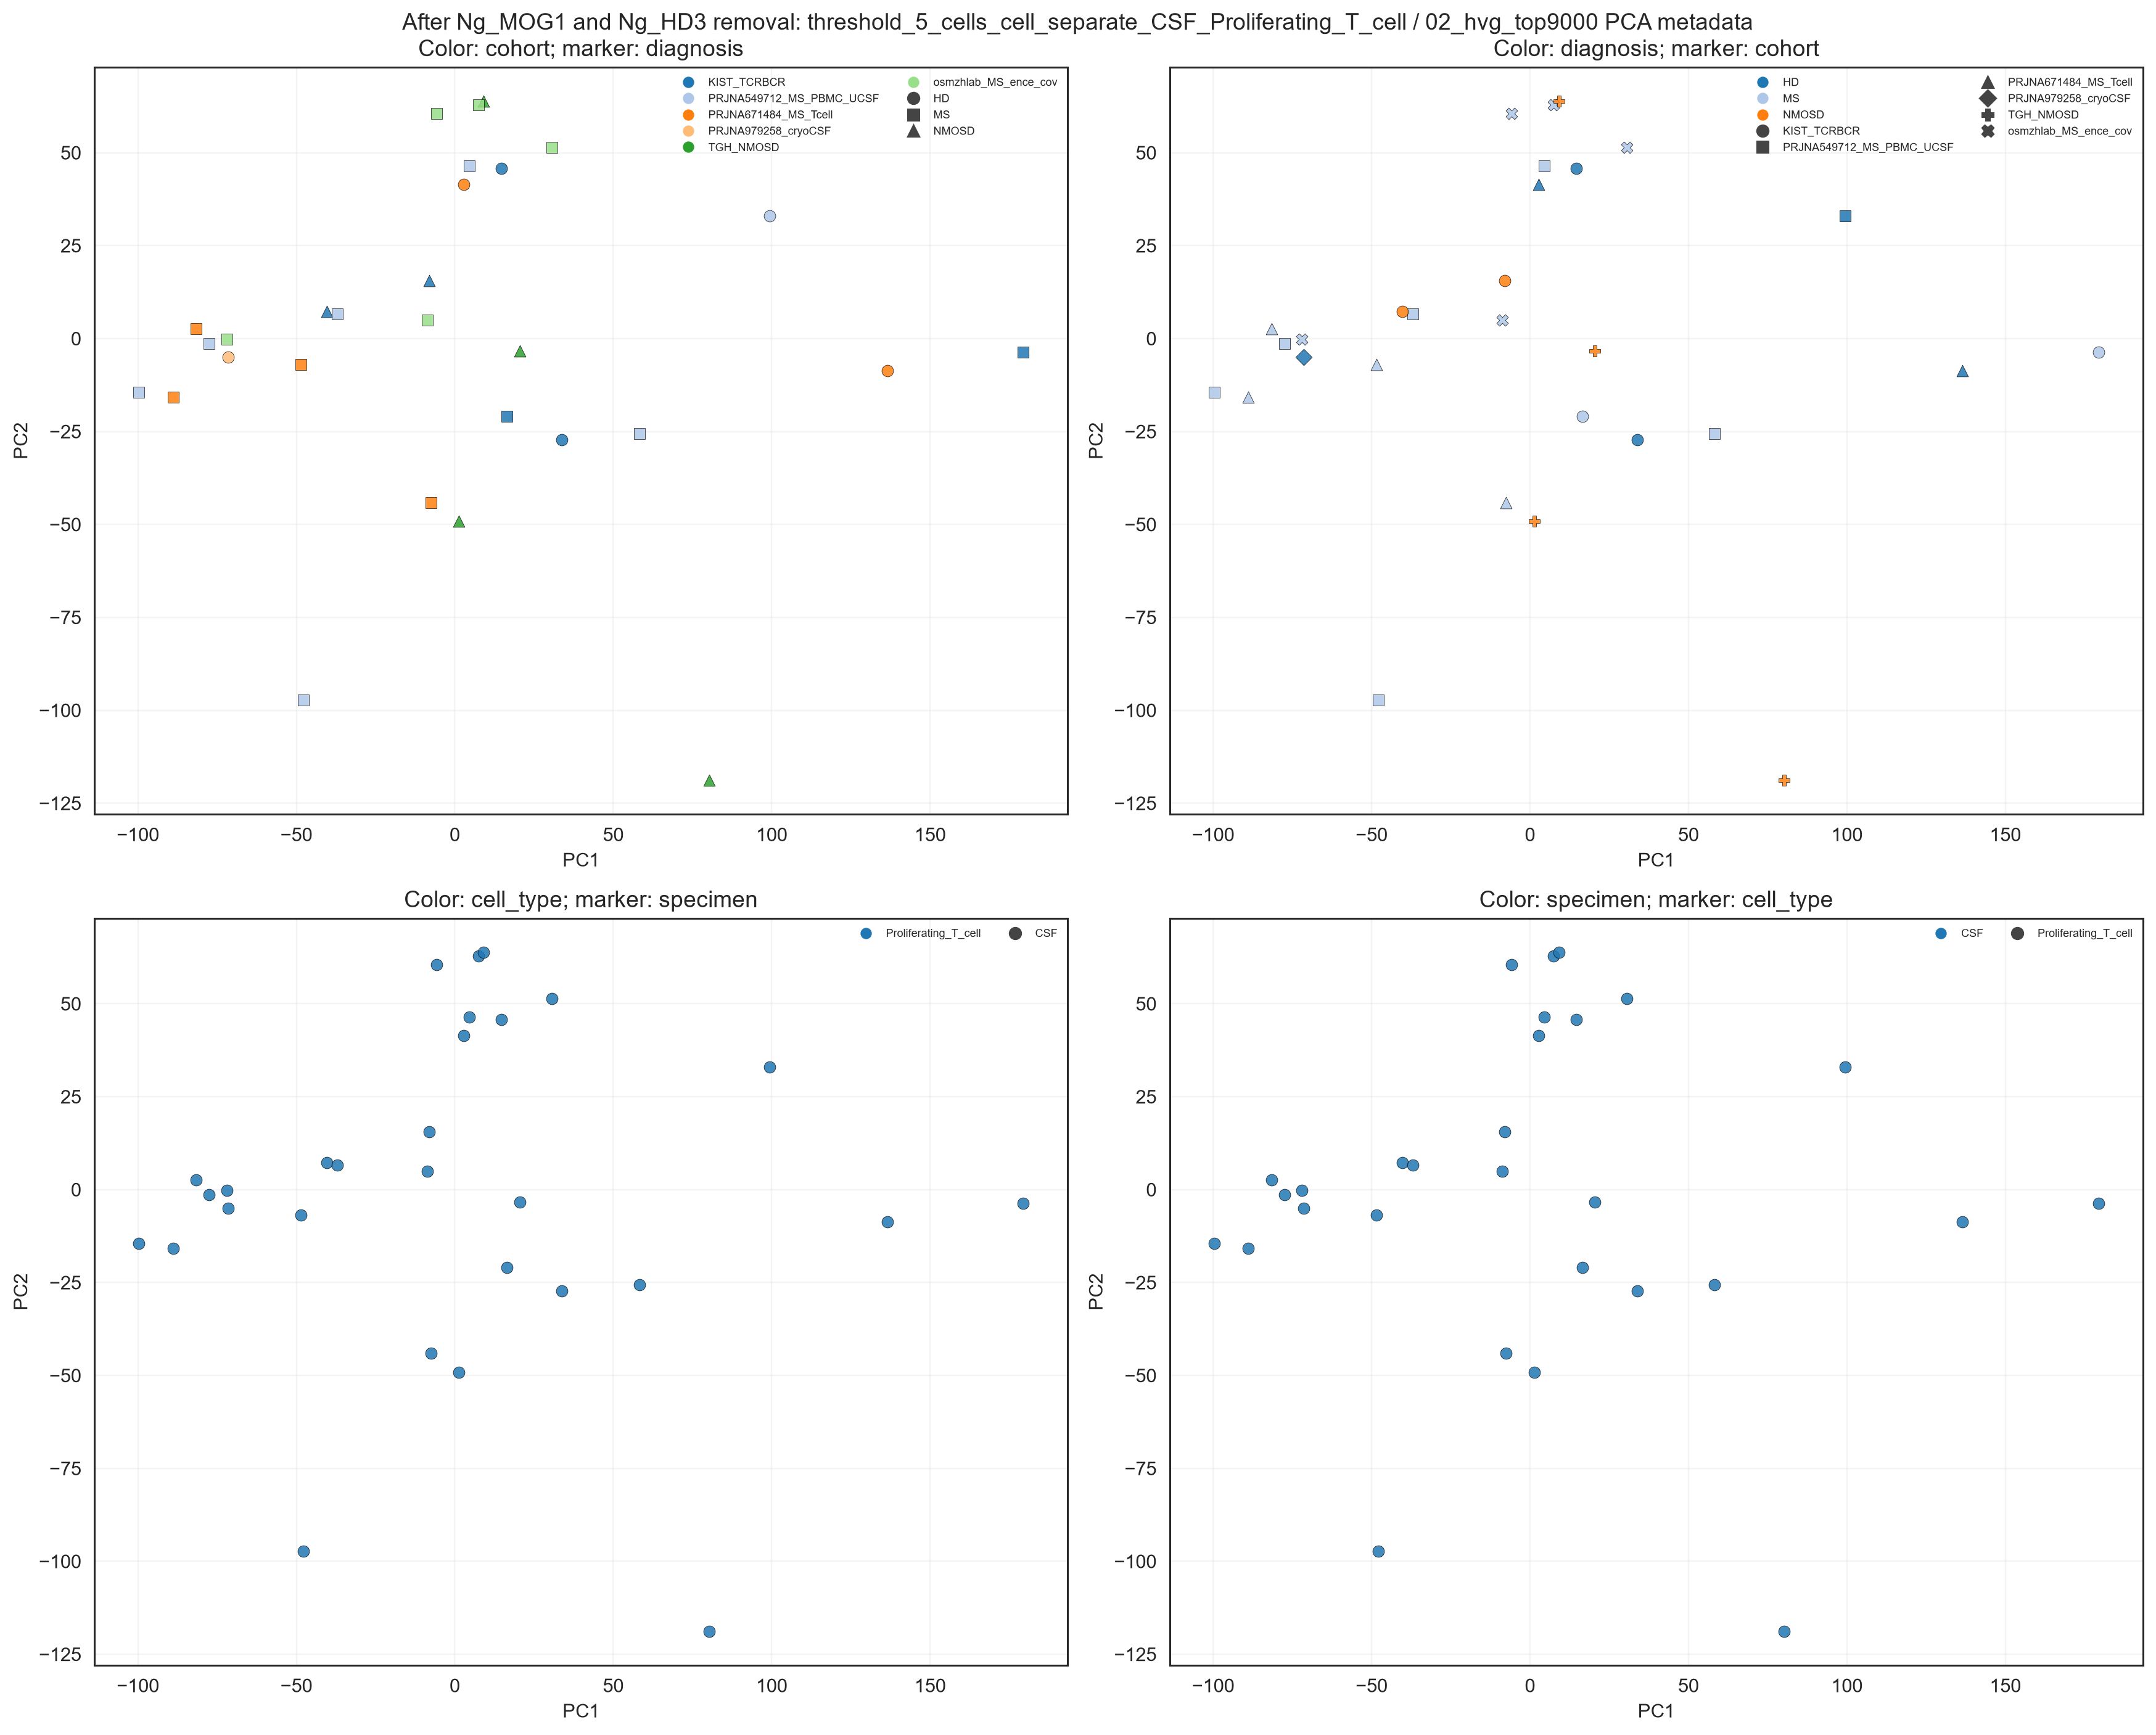 After Ng_MOG1 and Ng_HD3 removal: threshold_5_cells_cell_separate_CSF_Proliferating_T_cell / 02_hvg_top9000 PCA metadata
Color: cohort; marker: diagnosis
KIST_TCRBCR
PRJNA549712_MS_PBMC_UCSF
PRJNA671484_MS_Tcell
PRJNA979258_cryoCSF
TGH_NMOSD
osmzhlab_MS_ence_cov
HD
MS
NMOSD
50
25
0
−25
−50
−75
−100
−125
PC2
−100
−50
0
50
100
150
PC1
Color: diagnosis; marker: cohort
HD
MS
NMOSD
KIST_TCRBCR
PRJNA549712_MS_PBMC_UCSF
PRJNA671484_MS_Tcell
PRJNA979258_cryoCSF
TGH_NMOSD
osmzhlab_MS_ence_cov
50
25
0
−25
−50
−75
−100
−125
PC2
−100
−50
0
50
100
150
PC1
Color: cell_type; marker: specimen
Proliferating_T_cell
CSF
50
25
0
−25
−50
−75
−100
−125
PC2
−100
−50
0
50
100
150
PC1
Color: specimen; marker: cell_type
CSF
Proliferating_T_cell
50
25
0
−25
−50
−75
−100
−125
PC2
−100
−50
0
50
100
150
PC1